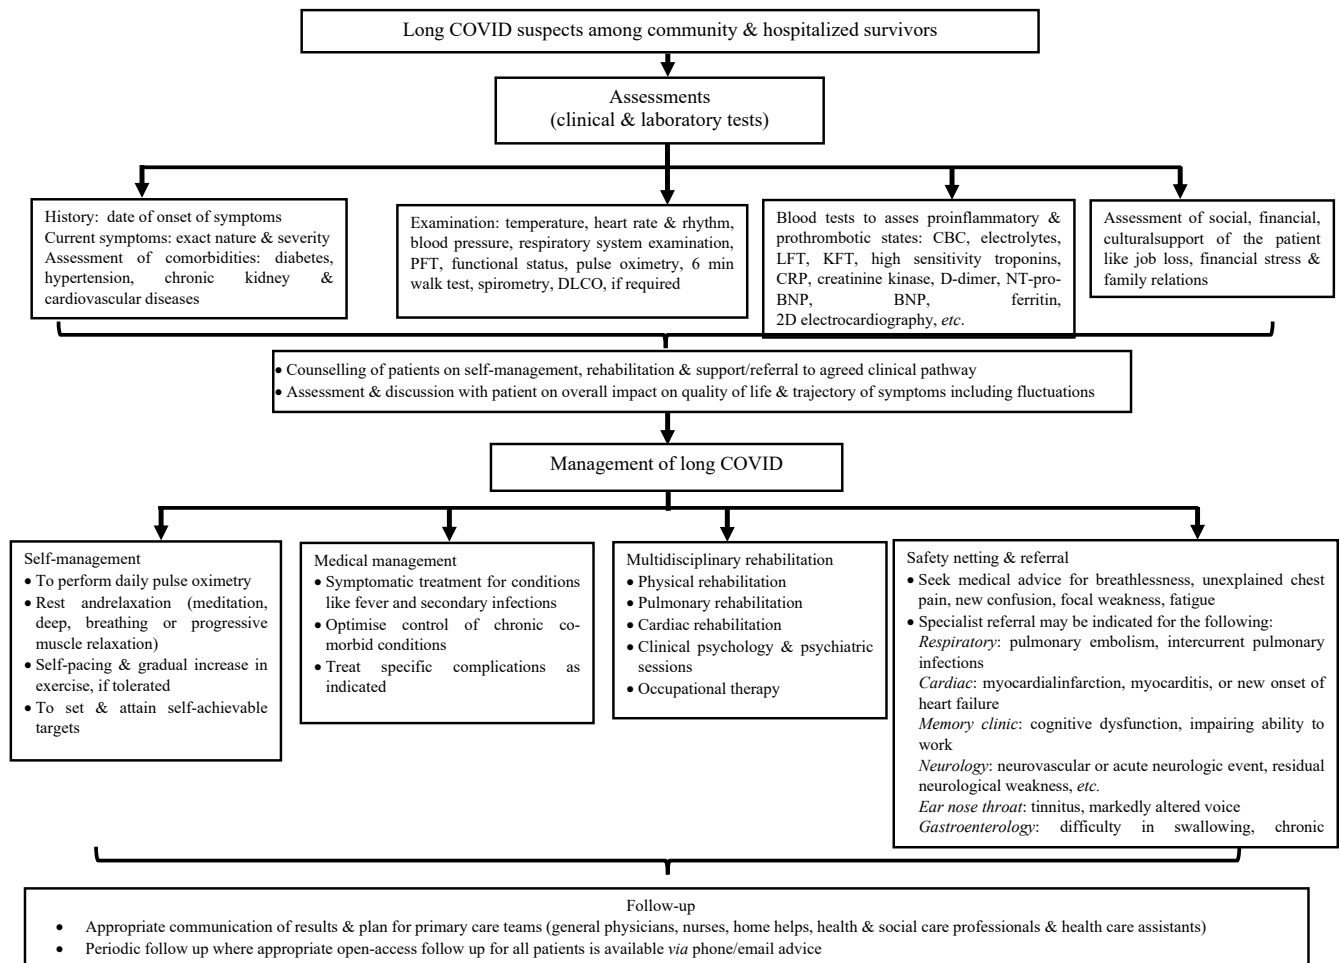 Long COVID suspects among community & hospitalized survivors
Assessments
(clinical & laboratory tests)
History: date of onset of symptoms
Current symptoms: exact nature & severity
Assessment of comorbidities: diabetes,
hypertension, chronic kidney &
cardiovascular diseases
Examination: temperature, heart rate & rhythm,
blood pressure, respiratory system examination,
PFT, functional status, pulse oximetry, 6 min
walk test, spirometry, DLCO, if required
Blood tests to asses proinflammatory &
prothrombotic states: CBC, electrolytes,
LFT, KFT, high sensitivity troponins,
CRP, creatinine kinase, D-dimer, NT-pro-
BNP, BNP, ferritin,
2D electrocardiography, etc.
Assessment of social, financial,
culturalsupport of the patient
like job loss, financial stress &
family relations
• Counselling of patients on self-management, rehabilitation & support/referral to agreed clinical pathway
• Assessment & discussion with patient on overall impact on quality of life & trajectory of symptoms including fluctuations
Management of long COVID
Self-management
• To perform daily pulse oximetry
• Rest andrelaxation (meditation,
deep, breathing or progressive
muscle relaxation)
• Self-pacing & gradual increase in
exercise, if tolerated
• To set & attain self-achievable
targets
Medical management
• Symptomatic treatment for conditions
like fever and secondary infections
• Optimise control of chronic co-
morbid conditions
• Treat specific complications as
indicated
Multidisciplinary rehabilitation
• Physical rehabilitation
• Pulmonary rehabilitation
• Cardiac rehabilitation
• Clinical psychology & psychiatric
sessions
• Occupational therapy
Safety netting & referral
• Seek medical advice for breathlessness, unexplained chest
pain, new confusion, focal weakness, fatigue
• Specialist referral may be indicated for the following:
Respiratory: pulmonary embolism, intercurrent pulmonary
infections
Cardiac: myocardialinfarction, myocarditis, or new onset of
heart failure
Memory clinic: cognitive dysfunction, impairing ability to
work
Neurology: neurovascular or acute neurologic event, residual
neurological weakness, etc.
Ear nose throat: tinnitus, markedly altered voice
Gastroenterology: difficulty in swallowing, chronic
Follow-up
• Appropriate communication of results & plan for primary care teams (general physicians, nurses, home helps, health & social care professionals & health care assistants)
• Periodic follow up where appropriate open-access follow up for all patients is available via phone/email advice